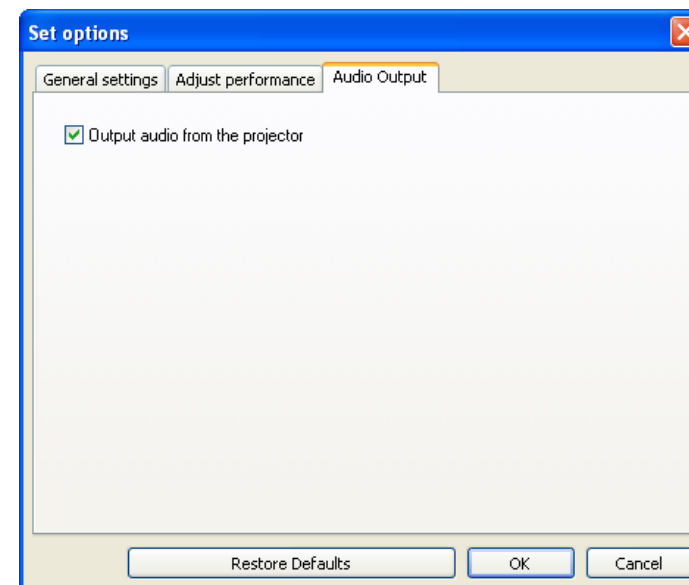 Set options
General settings Adjust performance Audio Output
Output audio from the projector
Restore Defaults OK Cancel